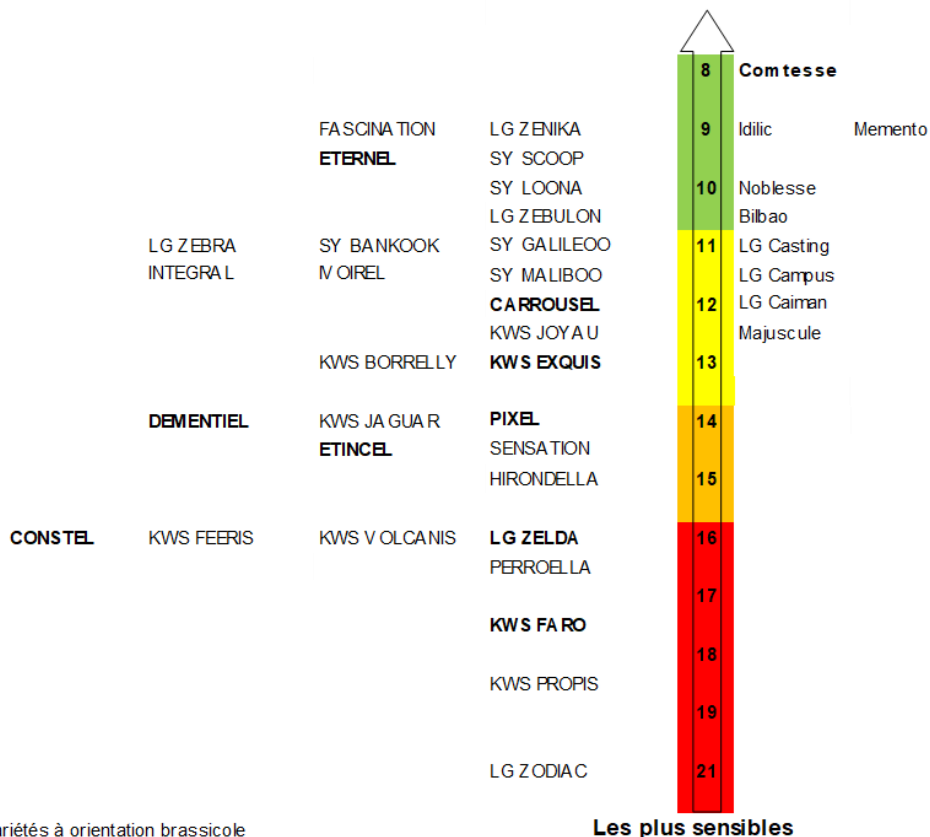 8 Comtesse
FASCINATION LG ZENIKA 9 Idilic Memento
ETERNEL SY SCOOP
SY LOONA 10 Noblesse
LG ZEBULON Bilbao
LG ZEBRA SY BANKOOK SY GALILEOO 11 LG Casting
INTEGRAL IVOIREL SY MALIBOO LG Campus
CARROUSEL 12 LG Caiman
KWS JOYAU Majuscule
KWS BORRELLY KWS EXQUIS 13
DEMENTIEL KWS JAGUAR PIXEL 14
ETINCEL SENSATION
HIRONDELLA 15
CONSTEL KWS FEERIS KWS VOLCANIS LG ZELDA 16
PERROELLA
17
KWS FARO
18
KWS PROPIS
19
LG ZODIAC 21
riétés à orientation brassicole Les plus sensibles